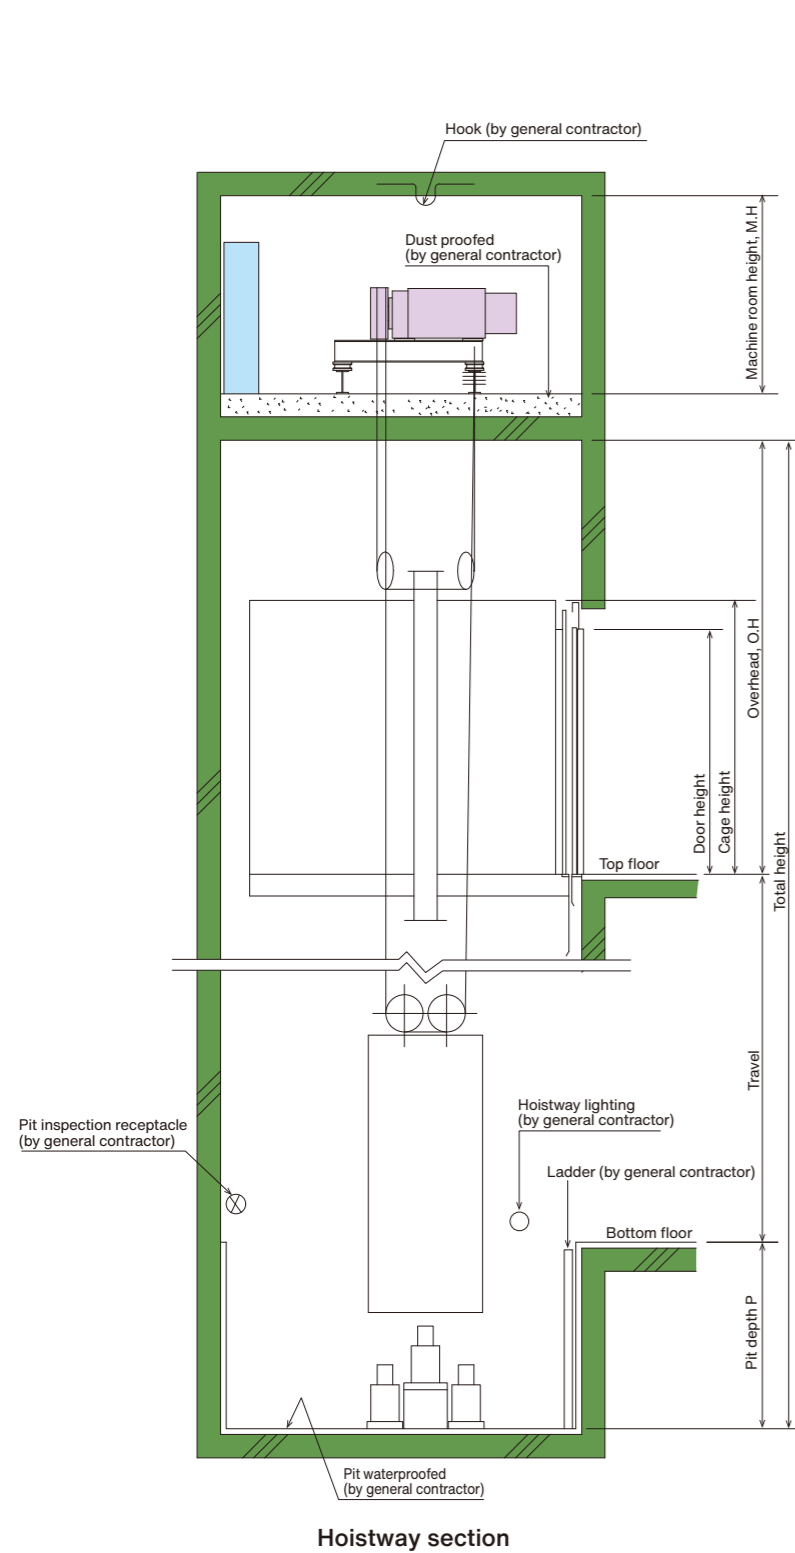 Hook (by general contractor)
Machine room height, M.H
Dust proofed
(by general contractor)
Overhead, O.H
Door height
Cage height
Total height
Top floor
Travel
Pit inspection receptacle
(by general contractor)
Hoistway lighting
(by general contractor)
Ladder (by general contractor)
Bottom floor
Pit depth P
Pit waterproofed
(by general contractor)
Hoistway section